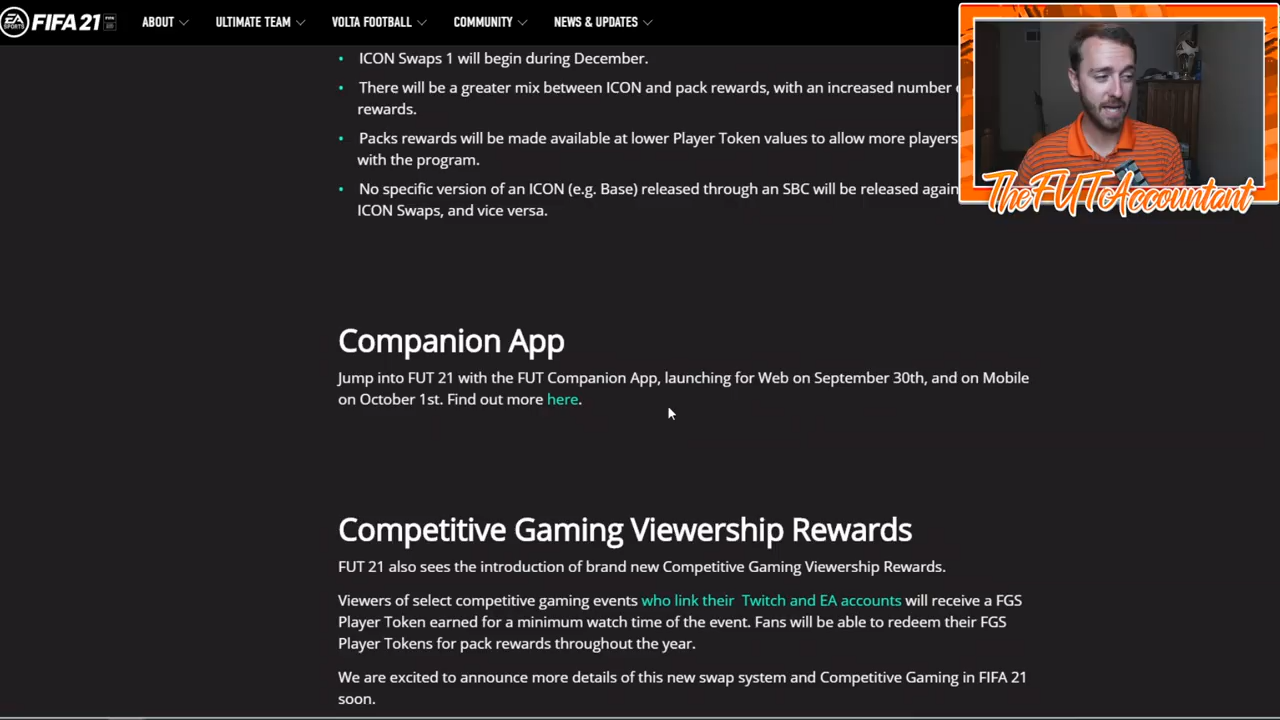 EA SPORTS FIFA 21 ABOUT ULTIMATE TEAM VOLTA FOOTBALL COMMUNITY NEWS & UPDATES
• ICON Swaps 1 will begin during December.
• There will be a greater mix between ICON and pack rewards, with an increased number
rewards.
• Packs rewards will be made available at lower Player Token values to allow more players
with the program.
• No specific version of an ICON (e.g. Base) released through an SBC will be released again
ICON Swaps, and vice versa.
TheFUTAccountant
Companion App
Jump into FUT 21 with the FUT Companion App, launching for Web on September 30th, and on Mobile
on October 1st. Find out more here.
Competitive Gaming Viewership Rewards
FUT 21 also sees the introduction of brand new Competitive Gaming Viewership Rewards.
Viewers of select competitive gaming events who link their Twitch and EA accounts will receive a FGS
Player Token earned for a minimum watch time of the event. Fans will be able to redeem their FGS
Player Tokens for pack rewards throughout the year.
We are excited to announce more details of this new swap system and Competitive Gaming in FIFA 21
soon.